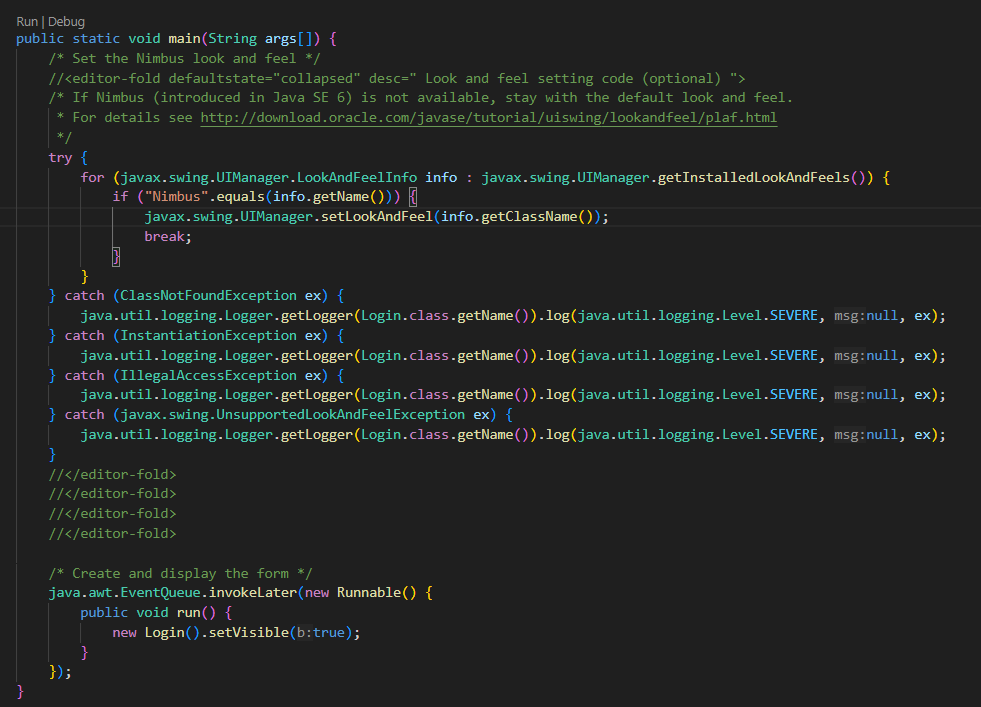 Run | Debug
public static void main(String args[]) {
    /* Set the Nimbus look and feel */
    //<editor-fold defaultstate="collapsed" desc=" Look and feel setting code (optional) ">
    /* If Nimbus (introduced in Java SE 6) is not available, stay with the default look and feel.
     * For details see http://download.oracle.com/javase/tutorial/uiswing/lookandfeel/plaf.html
     */
    try {
        for (javax.swing.UIManager.LookAndFeelInfo info : javax.swing.UIManager.getInstalledLookAndFeels()) {
            if ("Nimbus".equals(info.getName())) {
                javax.swing.UIManager.setLookAndFeel(info.getClassName());
                break;
            }
        }
    } catch (ClassNotFoundException ex) {
        java.util.logging.Logger.getLogger(Login.class.getName()).log(java.util.logging.Level.SEVERE, msg:null, ex);
    } catch (InstantiationException ex) {
        java.util.logging.Logger.getLogger(Login.class.getName()).log(java.util.logging.Level.SEVERE, msg:null, ex);
    } catch (IllegalAccessException ex) {
        java.util.logging.Logger.getLogger(Login.class.getName()).log(java.util.logging.Level.SEVERE, msg:null, ex);
    } catch (javax.swing.UnsupportedLookAndFeelException ex) {
        java.util.logging.Logger.getLogger(Login.class.getName()).log(java.util.logging.Level.SEVERE, msg:null, ex);
    }
    //</editor-fold>
    //</editor-fold>
    //</editor-fold>
    //</editor-fold>

    /* Create and display the form */
    java.awt.EventQueue.invokeLater(new Runnable() {
        public void run() {
            new Login().setVisible(b:true);
        }
    });
}